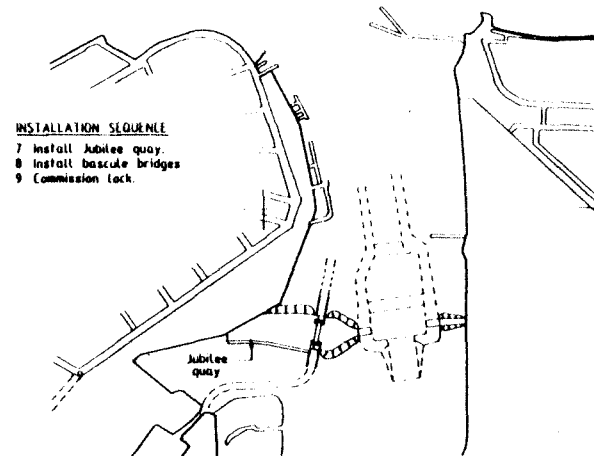 INSTALLATION SEQUENCE
7 Install Jubilee quay.
8 Install bascule bridges
9 Commission lock.
Jubilee
quay